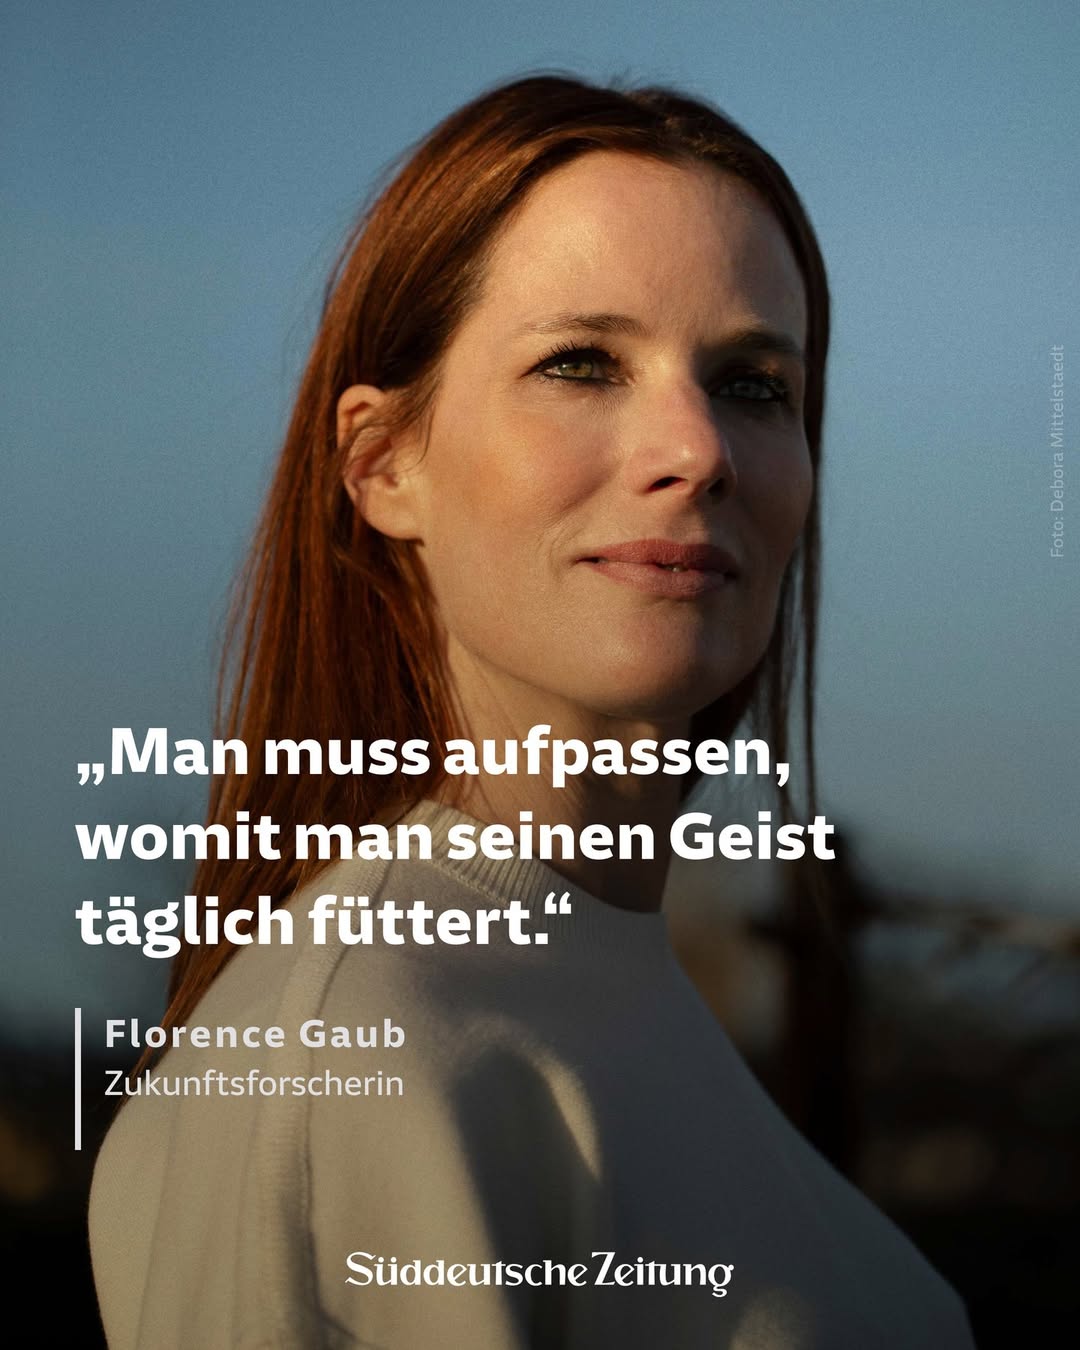 „Man muss aufpassen,
womit man seinen Geist
täglich füttert.“
Florence Gaub
Zukunftsforscherin
Süddeutsche Zeitung
Foto: Debora Mittelstaedt